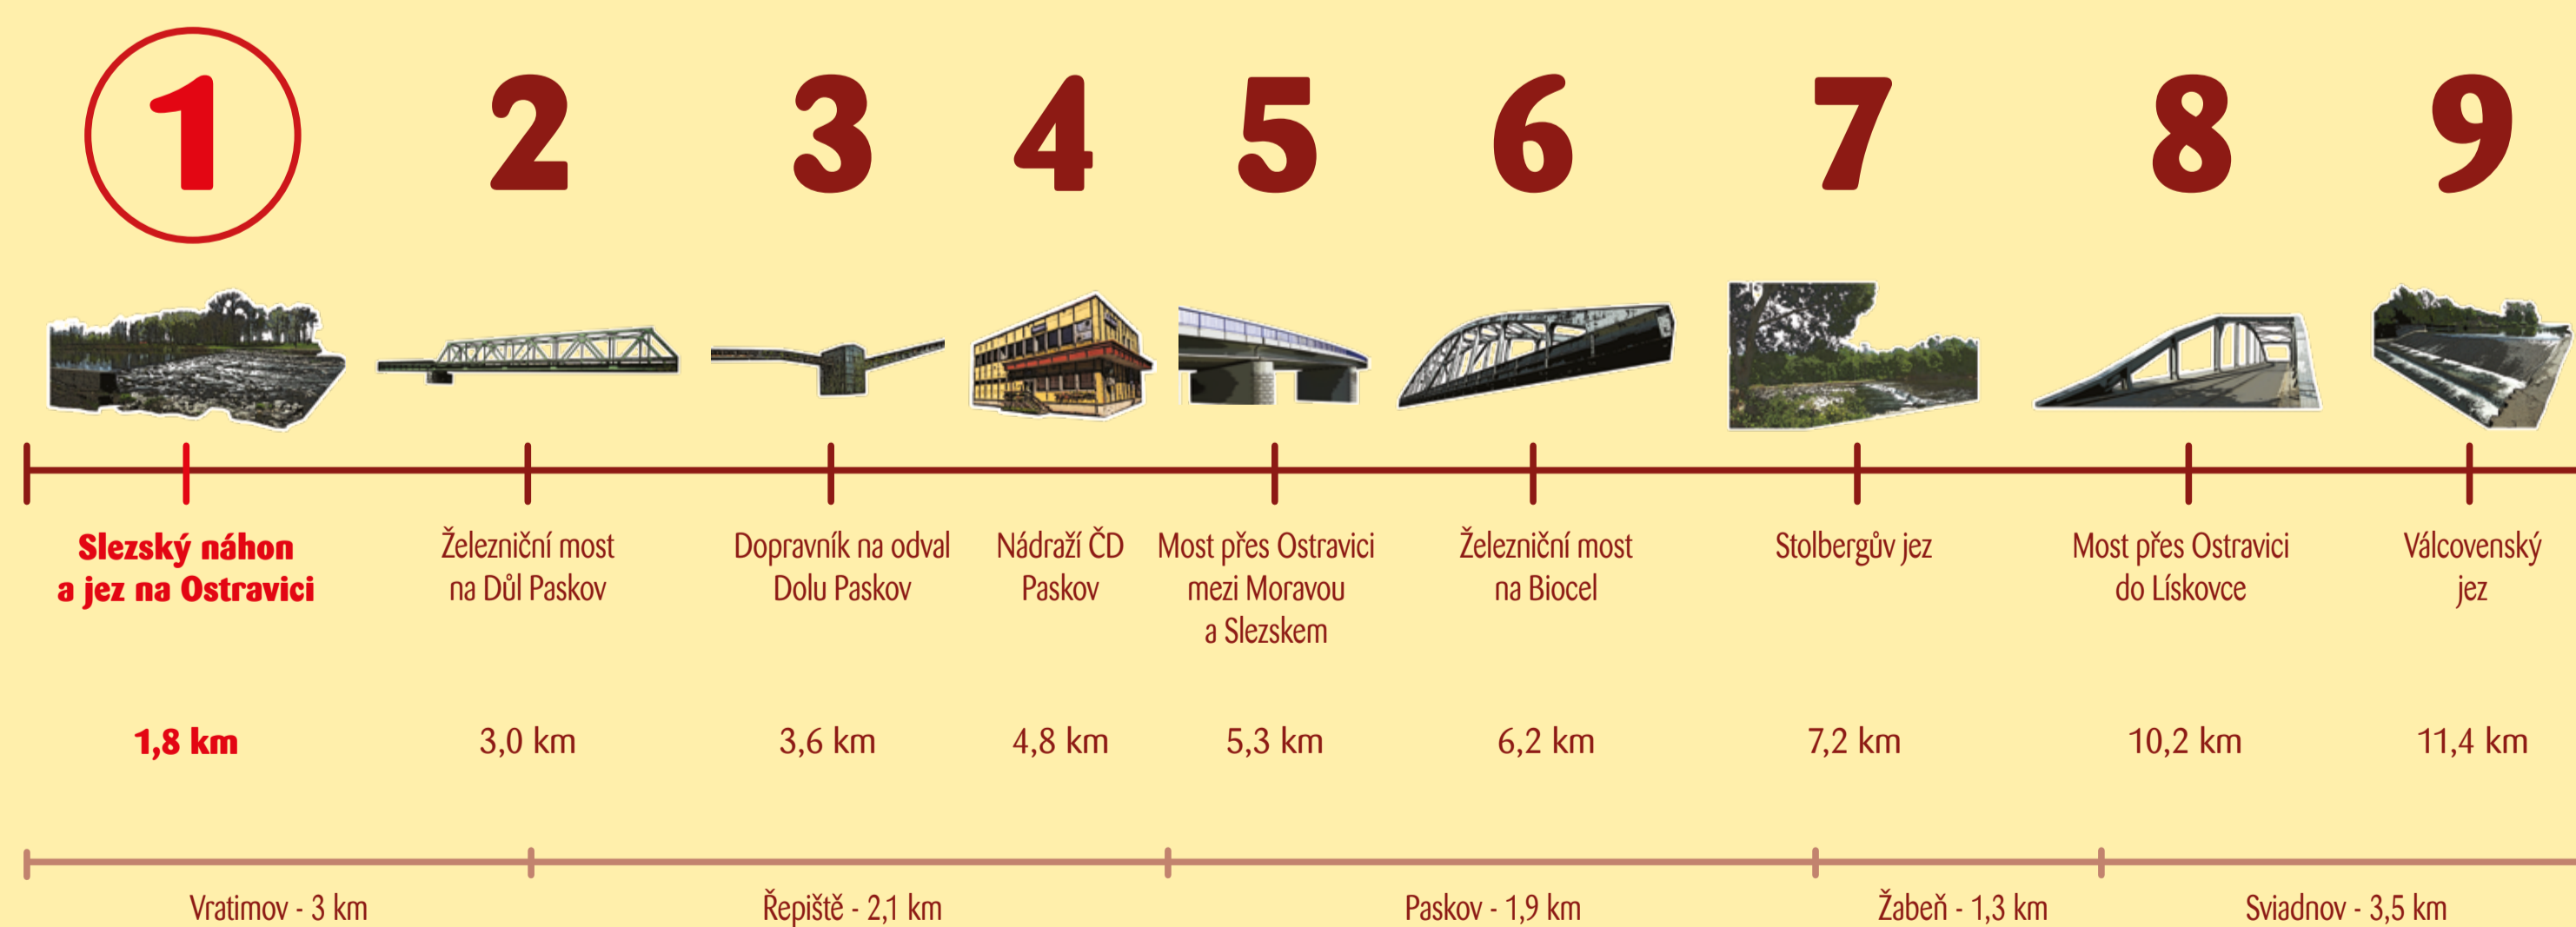 1 2 3 4 5 6 7 8 9
Slezský náhon
a jez na Ostravici
Železniční most
na Důl Paskov
Dopravník na odval
Dolu Paskov
Nádraží ČD
Paskov
Most přes Ostravici
mezi Moravou
a Slezskem
Železniční most
na Biocel
Stolbergův jez
Most přes Ostravici
do Lískovce
Válcovenský
jez
1,8 km 3,0 km 3,6 km 4,8 km 5,3 km 6,2 km 7,2 km 10,2 km 11,4 km
Vratimov - 3 km Řepiště - 2,1 km Paskov - 1,9 km Žabeň - 1,3 km Sviadnov - 3,5 km